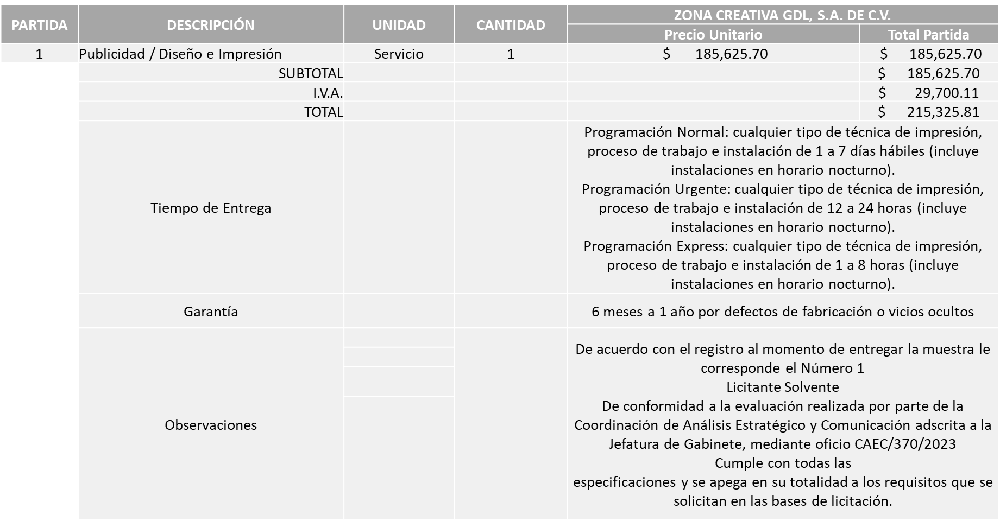 PARTIDA DESCRIPCIÓN UNIDAD CANTIDAD ZONA CREATIVA GDL, S.A. DE C.V.
Precio Unitario Total Partida
1 Publicidad / Diseño e Impresión Servicio 1 $ 185,625.70 $ 185,625.70
SUBTOTAL $ 185,625.70
I.V.A. $ 29,700.11
TOTAL $ 215,325.81
Tiempo de Entrega
Programación Normal: cualquier tipo de técnica de impresión,
proceso de trabajo e instalación de 1 a 7 días hábiles (incluye
instalaciones en horario nocturno).
Programación Urgente: cualquier tipo de técnica de impresión,
proceso de trabajo e instalación de 12 a 24 horas (incluye
instalaciones en horario nocturno).
Programación Express: cualquier tipo de técnica de impresión,
proceso de trabajo e instalación de 1 a 8 horas (incluye
instalaciones en horario nocturno).
Garantía 6 meses a 1 año por defectos de fabricación o vicios ocultos
Observaciones
De acuerdo con el registro al momento de entregar la muestra le
corresponde el Número 1
Licitante Solvente
De conformidad a la evaluación realizada por parte de la
Coordinación de Análisis Estratégico y Comunicación adscrita a la
Jefatura de Gabinete, mediante oficio CAEC/370/2023
Cumple con todas las
especificaciones y se apega en su totalidad a los requisitos que se
solicitan en las bases de licitación.